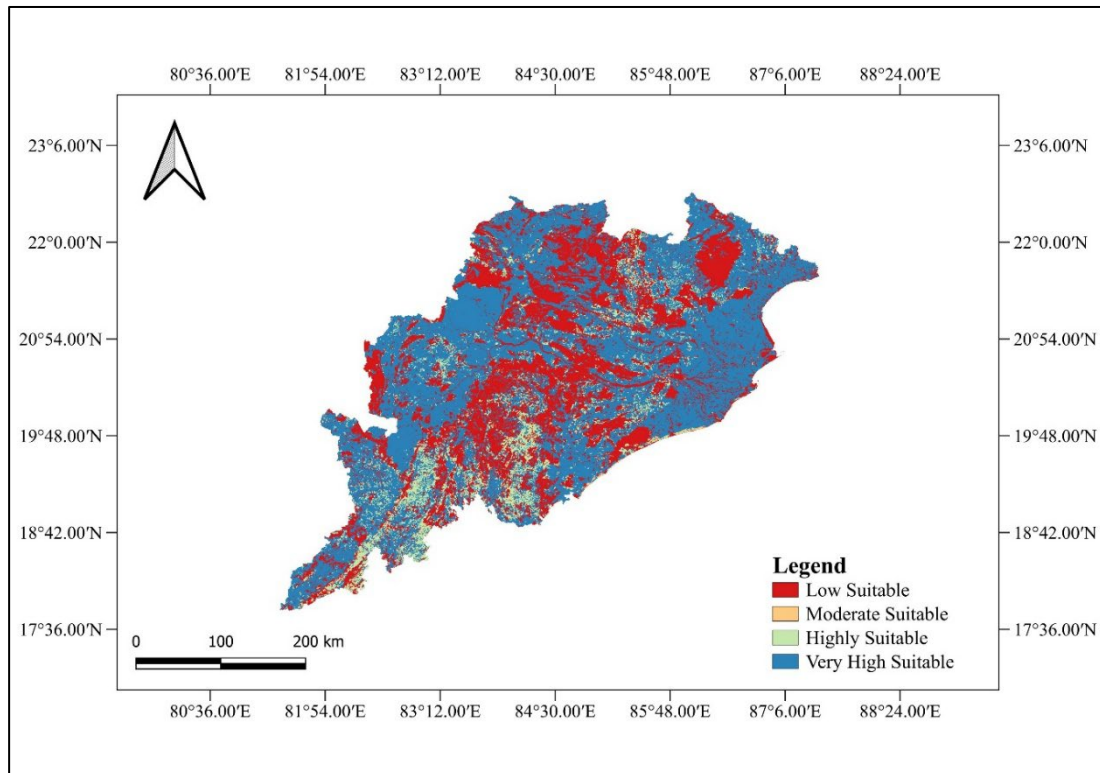 80°36.00′E 81°54.00′E 83°12.00′E 84°30.00′E 85°48.00′E 87°6.00′E 88°24.00′E
23°6.00′N 23°6.00′N
22°0.00′N 22°0.00′N
20°54.00′N 20°54.00′N
19°48.00′N 19°48.00′N
18°42.00′N 18°42.00′N
Legend
Low Suitable
Moderate Suitable
17°36.00′N 17°36.00′N
0 100 200 km
Highly Suitable
Very High Suitable
80°36.00′E 81°54.00′E 83°12.00′E 84°30.00′E 85°48.00′E 87°6.00′E 88°24.00′E